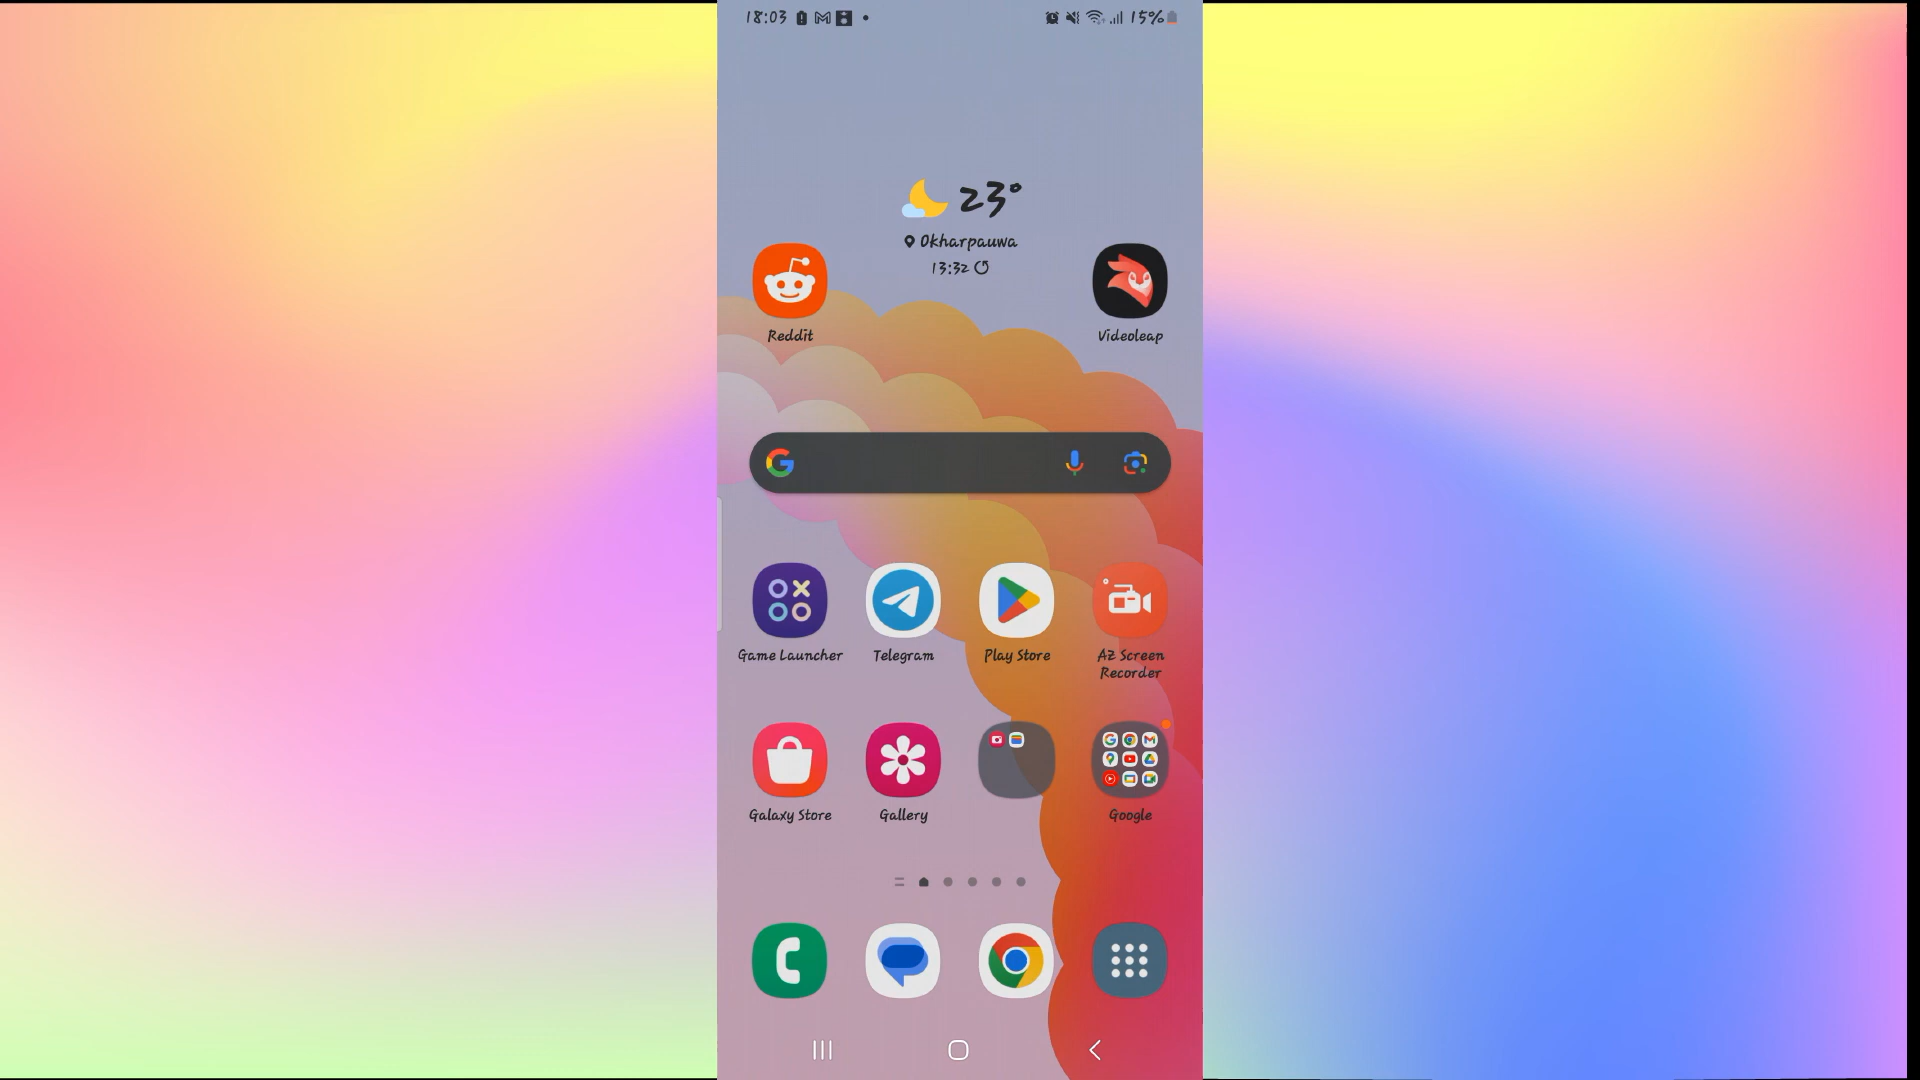 18:03
15%
23°
Okharpauwa
13:32
Reddit
Videoleap
Game Launcher
Telegram
Play Store
AZ Screen
Recorder
Galaxy Store
Gallery
Google